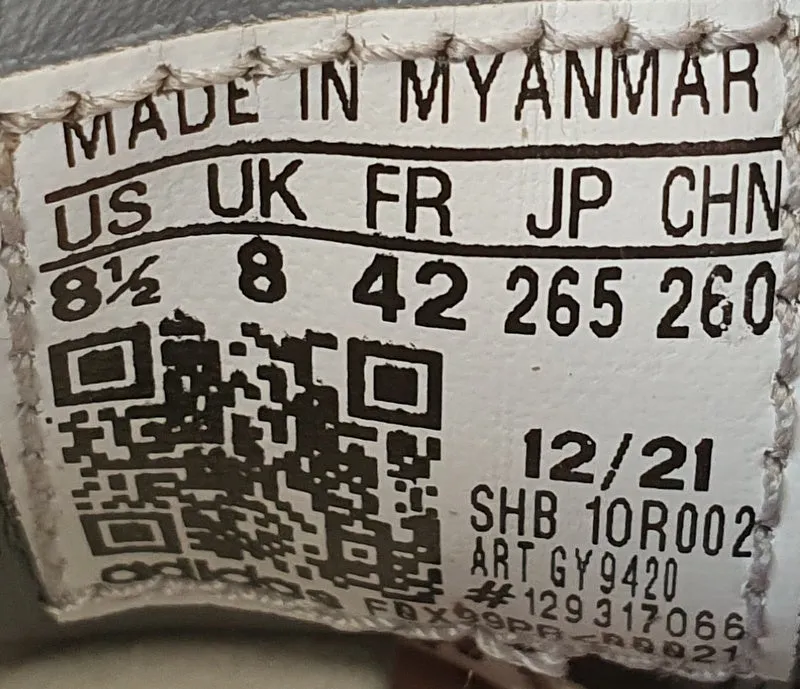 MADE IN MYANMAR
US UK FR JP CHN
8½ 8 42 265 260
12/21
SHB 10R002
ART GY9420
# 129317066
adidas